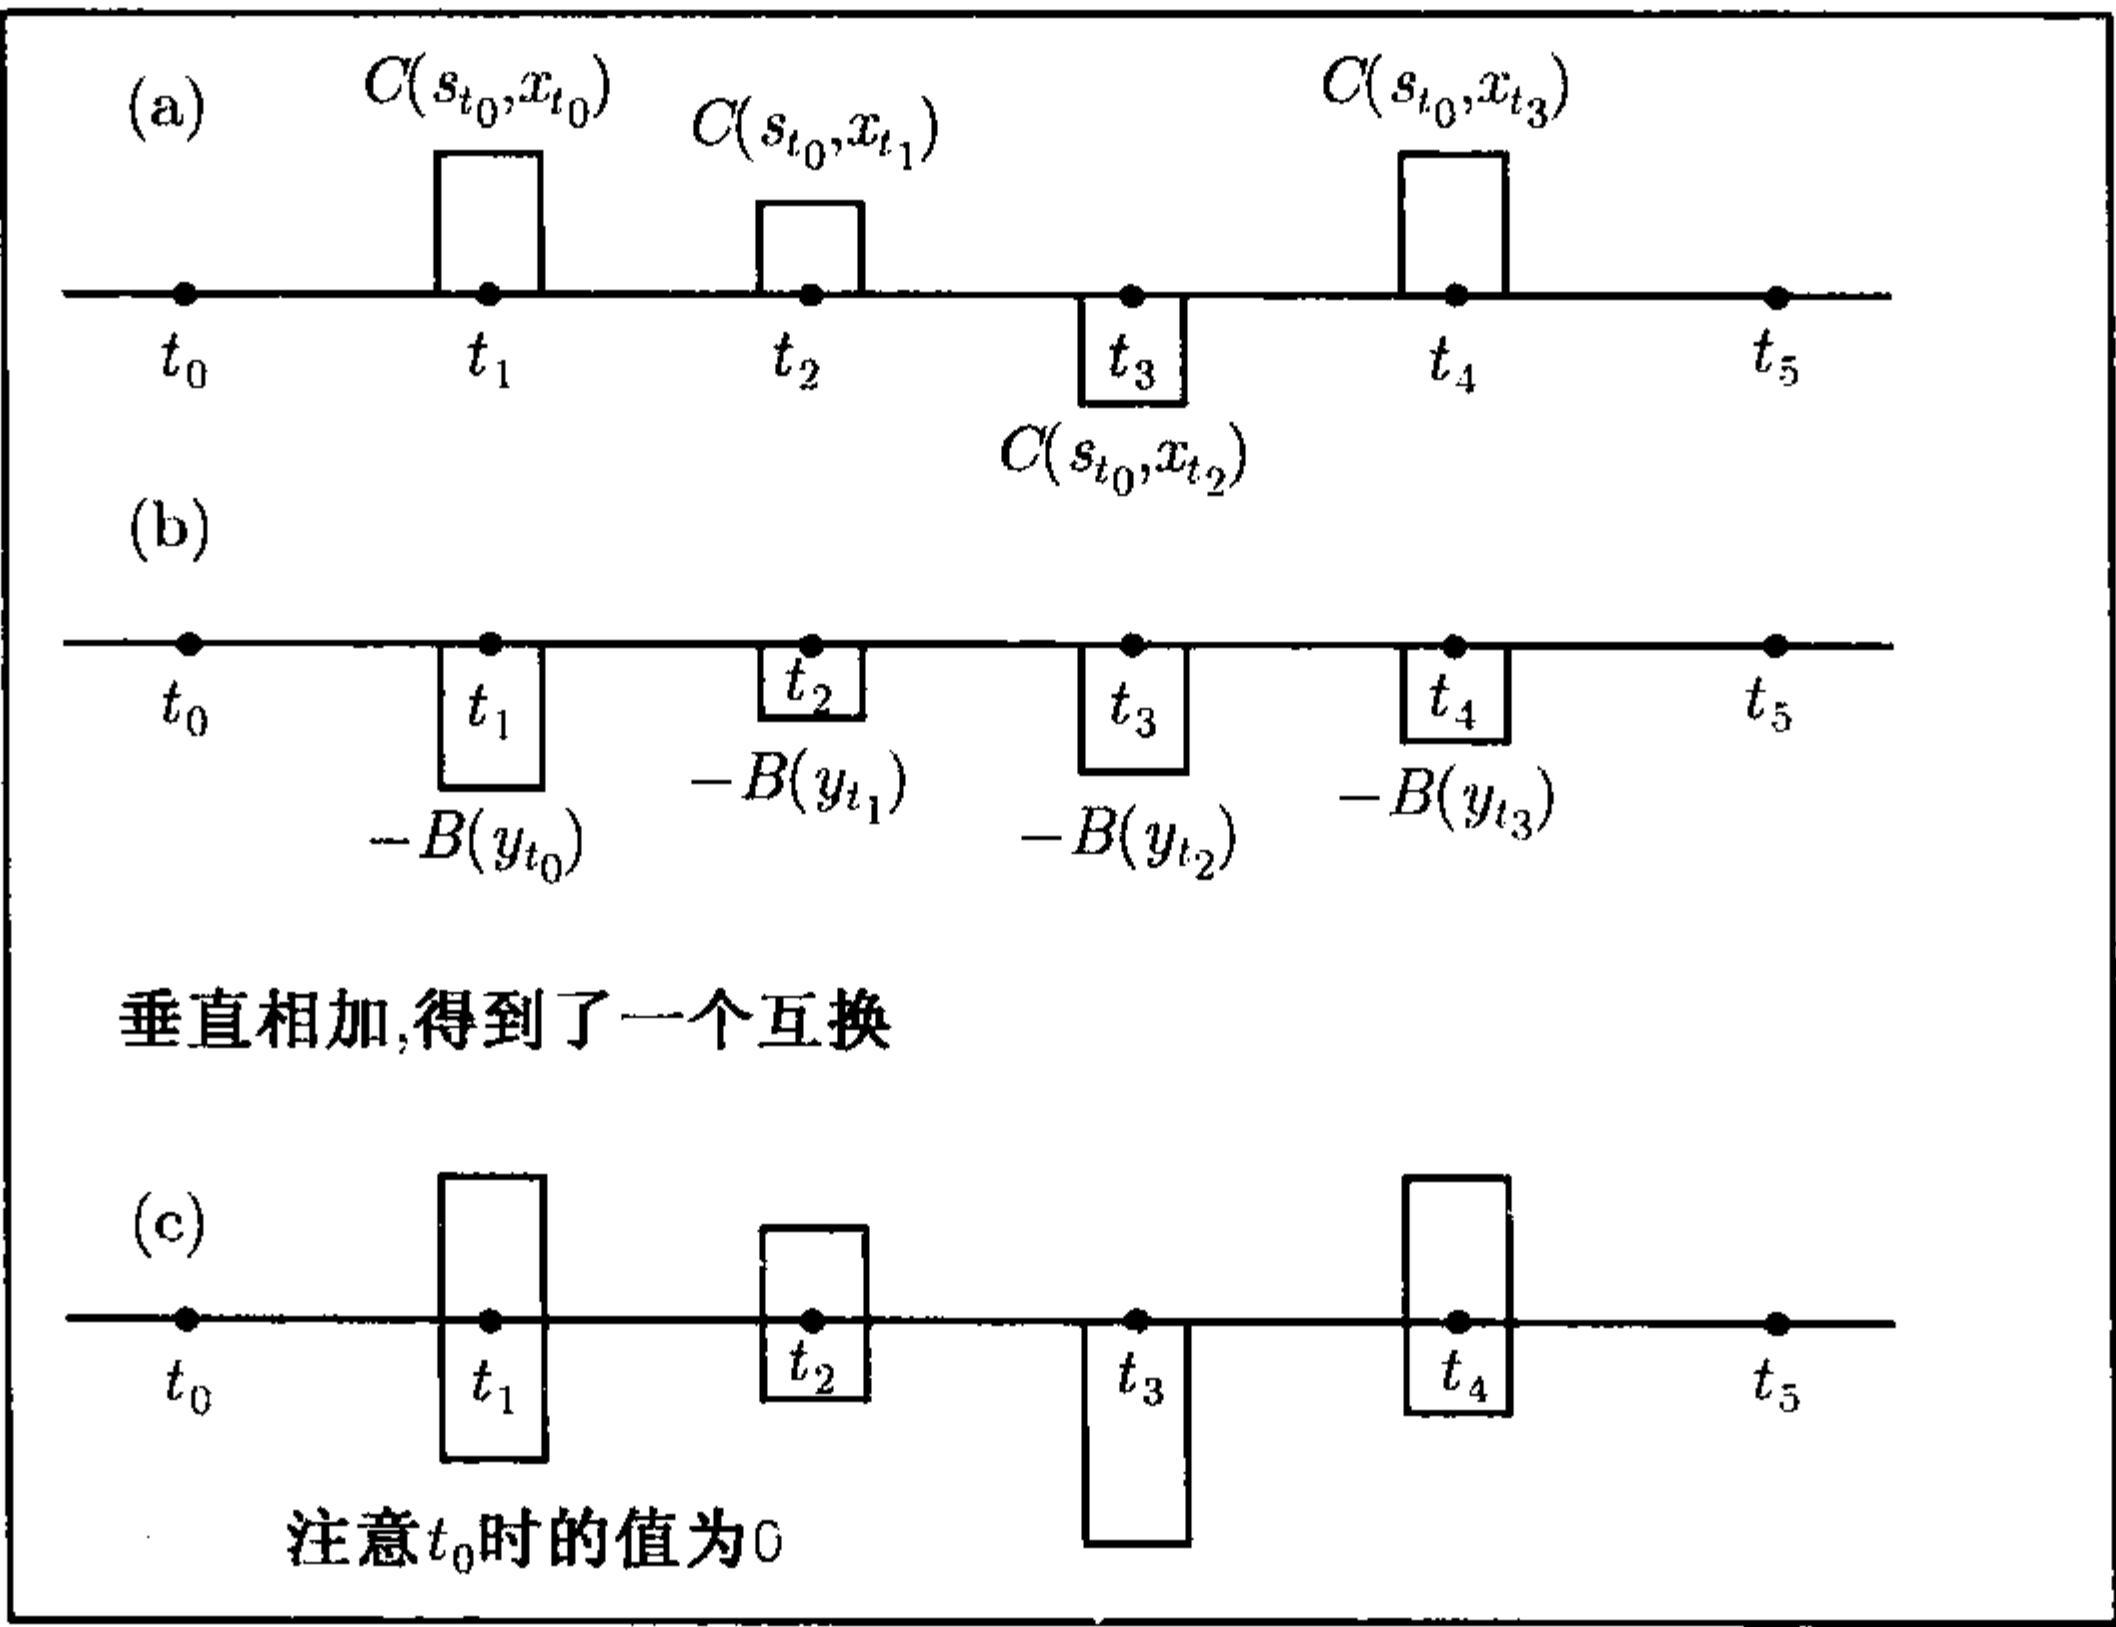 (a)
C(s_{t_0},x_{t_0})
C(s_{t_0},x_{t_1})
C(s_{t_0},x_{t_3})
t_0 t_1 t_2 t_3 t_4 t_5
C(s_{t_0},x_{t_2})
(b)
t_0 t_1 t_2 t_3 t_4 t_5
−B(y_{t_0}) −B(y_{t_1}) −B(y_{t_2}) −B(y_{t_3})
垂直相加,得到了一个互换
(c)
t_0 t_1 t_2 t_3 t_4 t_5
注意t_0时的值为0